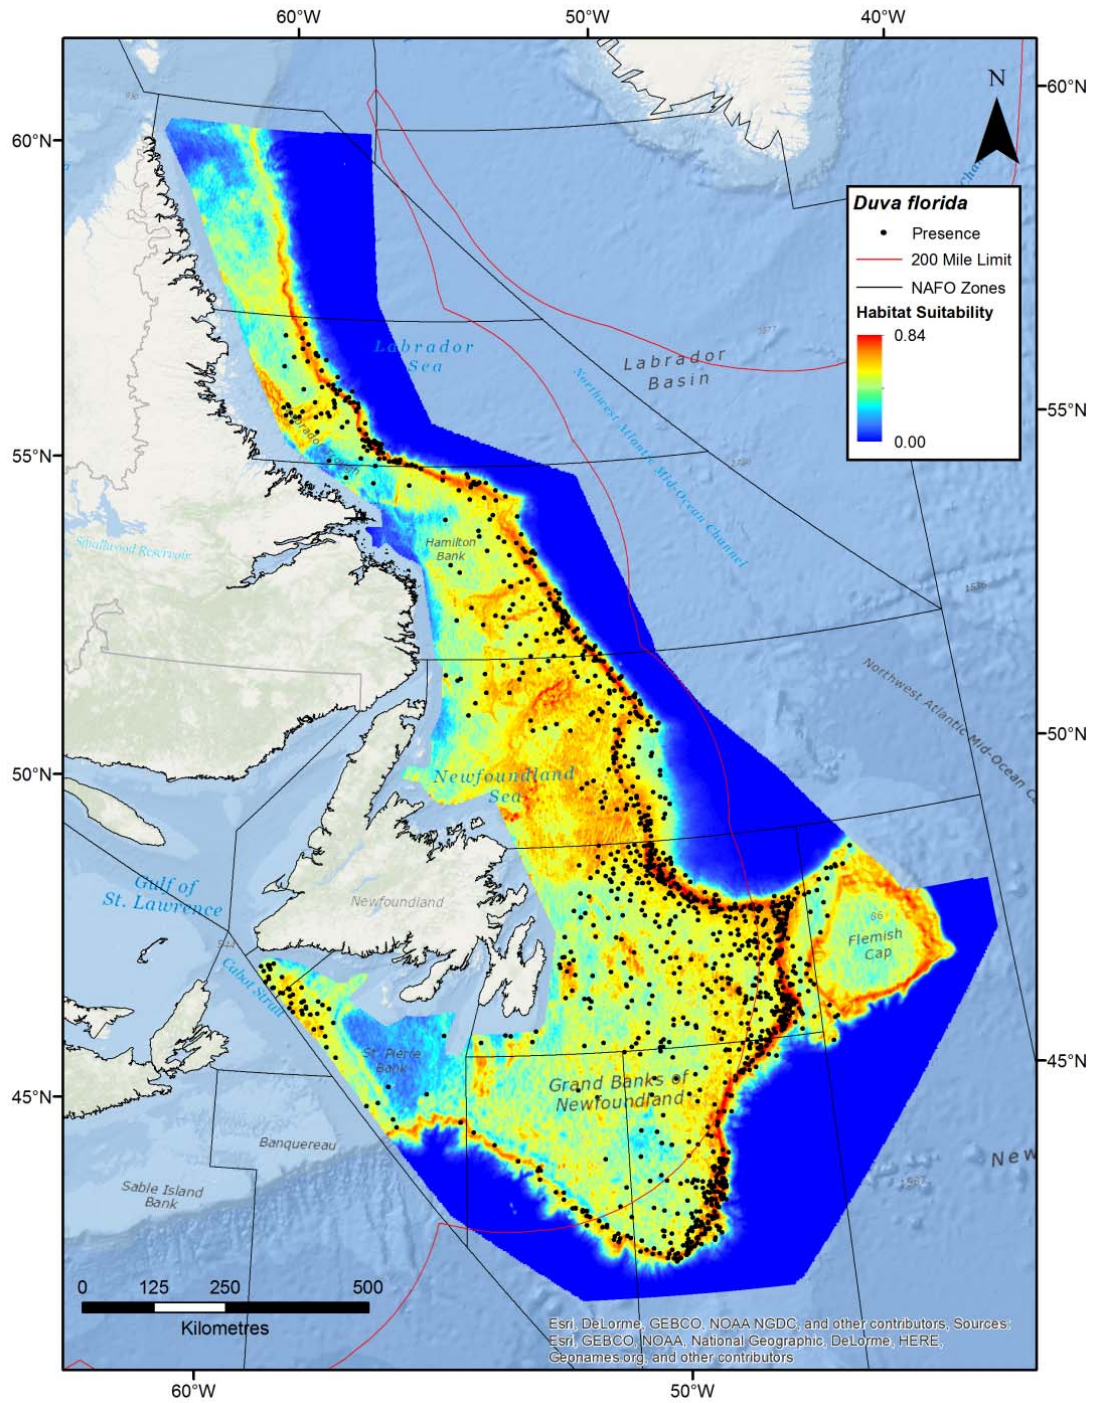 60°W
50°W
40°W
N
60°N
60°N
Duva florida
Presence
200 Mile Limit
NAFO Zones
Habitat Suitability
0.84
0.00
Labrador
Sea
Labrador
Basin
Northwest Atlantic Mid-Ocean Channel
55°N
55°N
Hamilton
Bank
Smallwood Reservoir
Northwest Atlantic Mid-Ocean
50°N
50°N
Newfoundland
Sea
Gulf of
St. Lawrence
Newfoundland
Flemish
Cap
Cabot Strait
St. Pierre
Bank
Grand Banks of
Newfoundland
45°N
45°N
Banquereau
New
Sable Island
Bank
0 125 250 500
Kilometres
Esri, DeLorme, GEBCO, NOAA NGDC, and other contributors, Sources:
Esri, GEBCO, NOAA, National Geographic, DeLorme, HERE,
Geonames.org, and other contributors
60°W
50°W